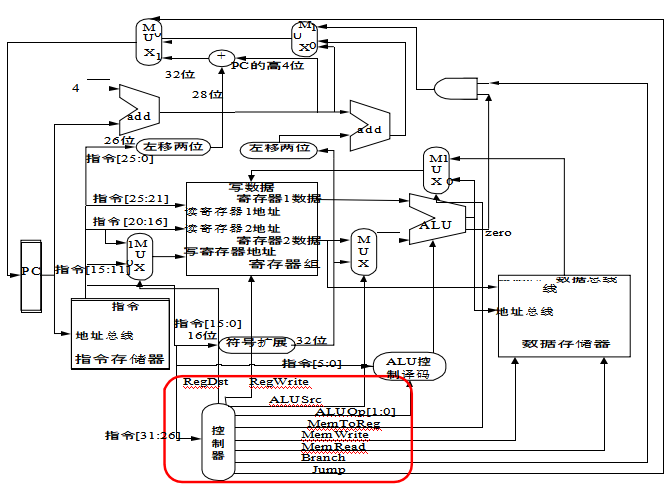 M
U 0
X 1
M 1
U
X 0
+
PC的高4位
32位
4
28位
add
add
26位
左移两位
左移两位
指令[25:0]
M1
U
X 0
写数据
指令[25:21]
寄存器1数据
读寄存器1地址
指令[20:16]
ALU
读寄存器2地址
zero
寄存器2数据
1 M
0 U
X
M
U
X
写寄存器地址
寄存器组
PC
指令[15:11]
数据总线
线
指令
地址总线
指令[15:0]
地址总线
16位
符号扩展
32位
数据存储器
指令存储器
指令[5:0]
ALU控
制译码
RegDst
RegWrite
ALUSrc
ALUOp[1:0]
MemToReg
指令[31:26]
控
制
器
MemWrite
MemRead
Branch
Jump